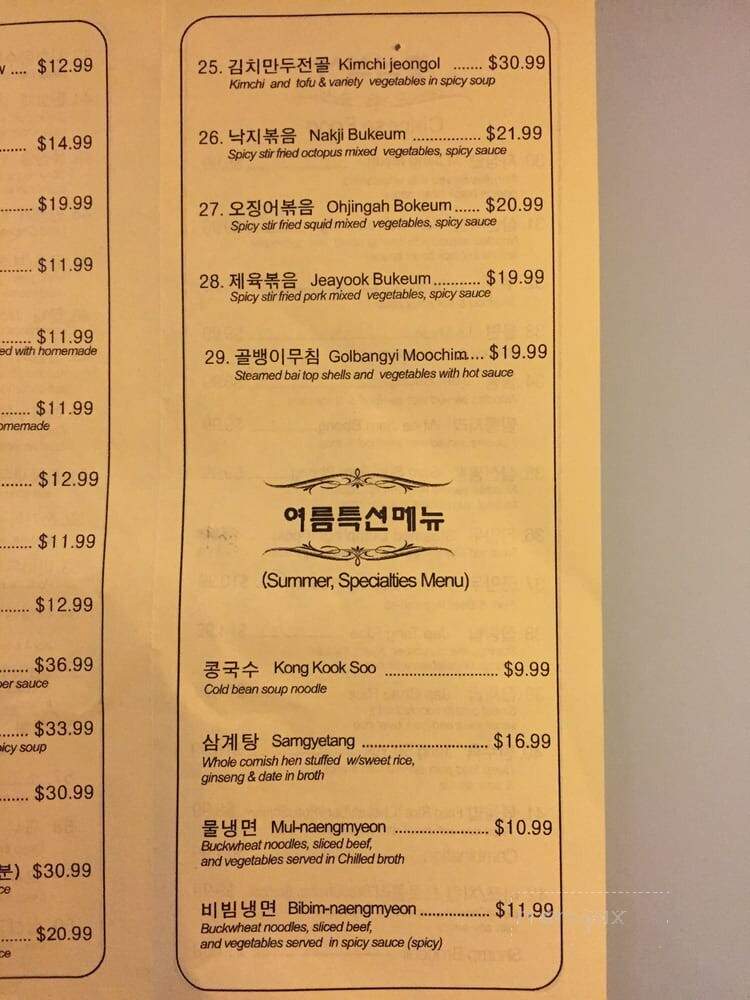 .... $12.99
..... $14.99
..... $19.99
..... $11.99
..... $11.99
ed with homemade
..... $11.99
omemade
..... $12.99
..... $11.99
..... $12.99
..... $36.99
per sauce
..... $33.99
icy soup
..... $30.99
분) $30.99
ce
..... $20.99
ce
25. 김치만두전골 Kimchi jeongol ....... $30.99
Kimchi and tofu & variety vegetables in spicy soup
26. 낙지볶음 Nakji Bukeum ............. $21.99
Spicy stir fried octopus mixed vegetables, spicy sauce
27. 오징어볶음 Ohjingah Bokeum...... $20.99
Spicy stir fried squid mixed vegetables, spicy sauce
28. 제육볶음 Jeayook Bukeum........... $19.99
Spicy stir fried pork mixed vegetables, spicy sauce
29. 골뱅이무침 Golbangyi Moochim.... $19.99
Steamed bai top shells and vegetables with hot sauce
여름특선메뉴
(Summer, Specialties Menu)
콩국수 Kong Kook Soo ........................ $9.99
Cold bean soup noodle
삼계탕 Samgyetang ........................... $16.99
Whole cornish hen stuffed w/sweet rice,
ginseng & date in broth
물냉면 Mul-naengmyeon .................... $10.99
Buckwheat noodles, sliced beef,
and vegetables served in Chilled broth
비빔냉면 Bibim-naengmyeon ............... $11.99
Buckwheat noodles, sliced beef,
and vegetables served in spicy sauce (spicy)